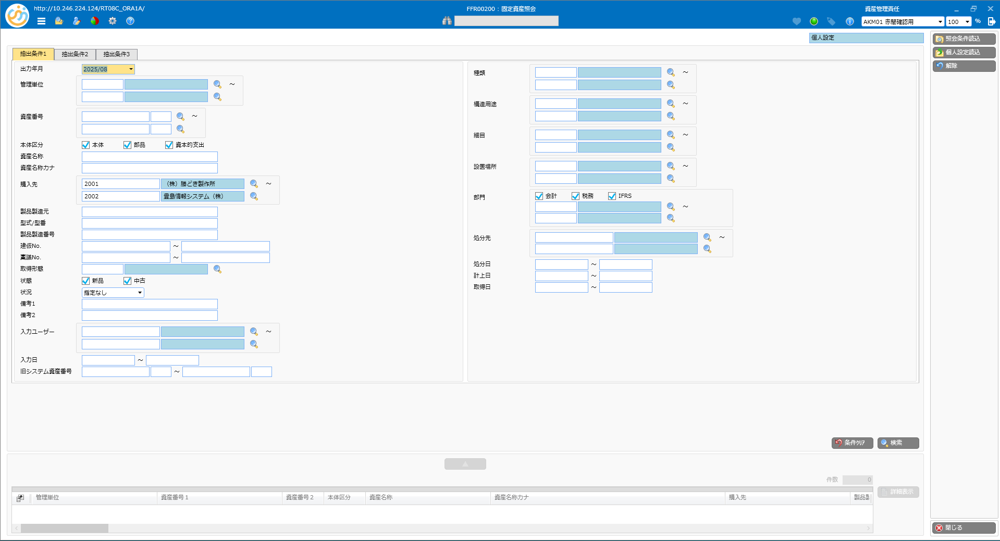 http://10.246.224.124/RT08C_ORA1A/
FFR00200 : 固定資産照会
資産管理責任
AKM01 赤間確認用
100
%
個人設定
照会条件読込
個人設定読込
解除
抽出条件1
抽出条件2
抽出条件3
出力年月
2025/08
管理単位
～
資産番号
～
本体区分
本体
部品
資本的支出
資産名称
資産名称カナ
購入先
2001
（株）勝どき製作所
～
2002
豊島情報システム（株）
製品製造元
型式/型番
製品製造番号
建仮No.
～
稟議No.
～
取得形態
状態
新品
中古
状況
指定なし
備考1
備考2
入力ユーザー
～
入力日
～
旧システム資産番号
～
種類
～
構造用途
～
細目
～
設置場所
～
部門
会計
税務
IFRS
～
処分先
～
処分日
～
計上日
～
取得日
～
条件クリア
検索
件数
0
詳細表示
管理単位
資産番号１
資産番号２
本体区分
資産名称
資産名称カナ
購入先
製品製
閉じる